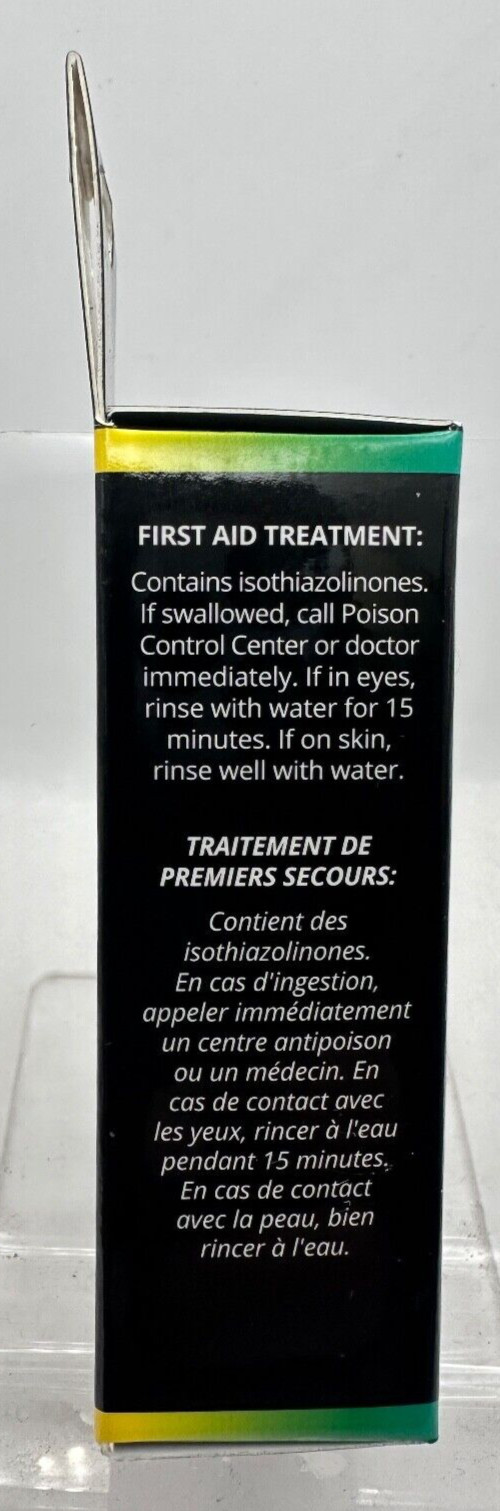 FIRST AID TREATMENT:
Contains isothiazolinones.
If swallowed, call Poison
Control Center or doctor
immediately. If in eyes,
rinse with water for 15
minutes. If on skin,
rinse well with water.
TRAITEMENT DE
PREMIERS SECOURS:
Contient des
isothiazolinones.
En cas d'ingestion,
appeler immédiatement
un centre antipoison
ou un médecin. En
cas de contact avec
les yeux, rincer à l'eau
pendant 15 minutes.
En cas de contact
avec la peau, bien
rincer à l'eau.